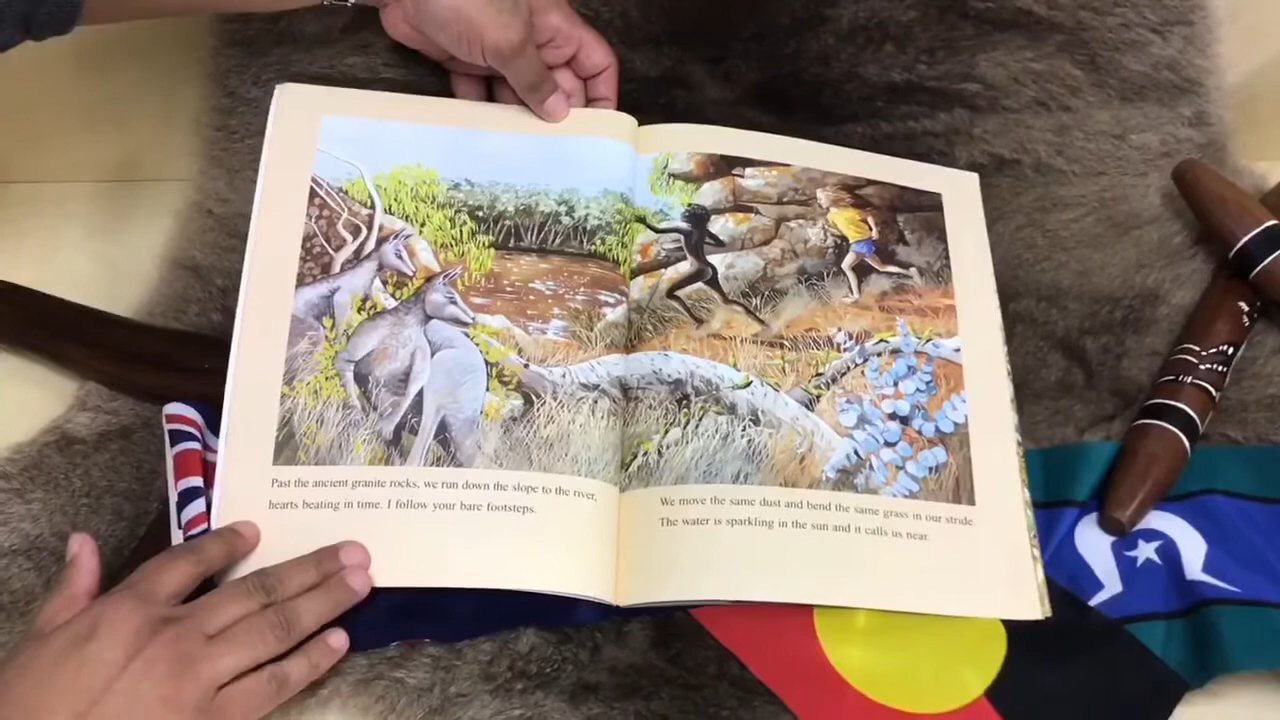 Past the ancient granite rocks, we run down the slope to the river,
hearts beating in time. I follow your bare footsteps.
We move the same dust and bend the same grass in our stride.
The water is sparkling in the sun and it calls us near.